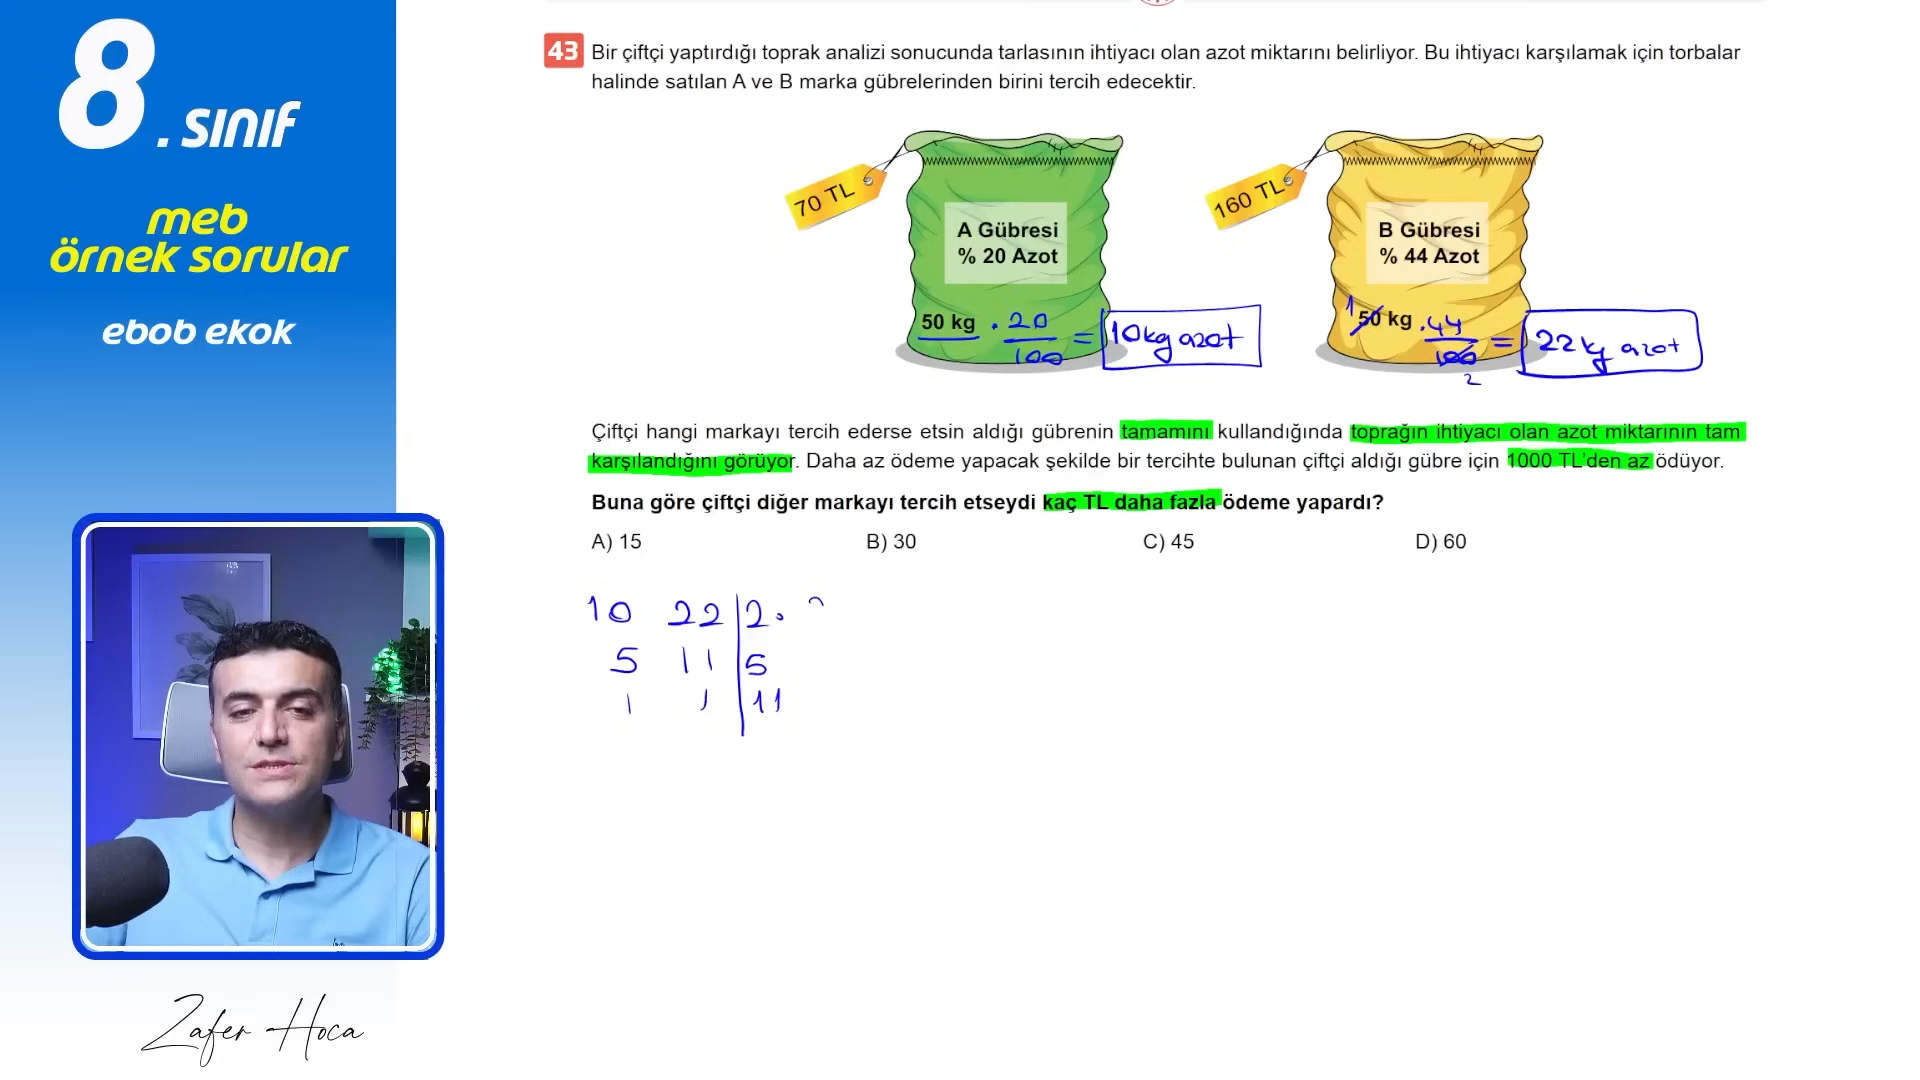 8. SINIF
meb
örnek sorular
ebob ekok
Zafer Hoca
43 Bir çiftçi yaptırdığı toprak analizi sonucunda tarlasının ihtiyacı olan azot miktarını belirliyor. Bu ihtiyacı karşılamak için torbalar
halinde satılan A ve B marka gübrelerinden birini tercih edecektir.
70 TL
A Gübresi
% 20 Azot
50 kg . 20/100 = 10kg azot
160 TL
B Gübresi
% 44 Azot
1
50 kg . 44/100 = 22 kg azot
2
Çiftçi hangi markayı tercih ederse etsin aldığı gübrenin tamamını kullandığında toprağın ihtiyacı olan azot miktarının tam
karşılandığını görüyor. Daha az ödeme yapacak şekilde bir tercihte bulunan çiftçi aldığı gübre için 1000 TL'den az ödüyor.
Buna göre çiftçi diğer markayı tercih etseydi kaç TL daha fazla ödeme yapardı?
A) 15 B) 30 C) 45 D) 60
10 22 | 2.
5 11 | 5
1 1 | 11